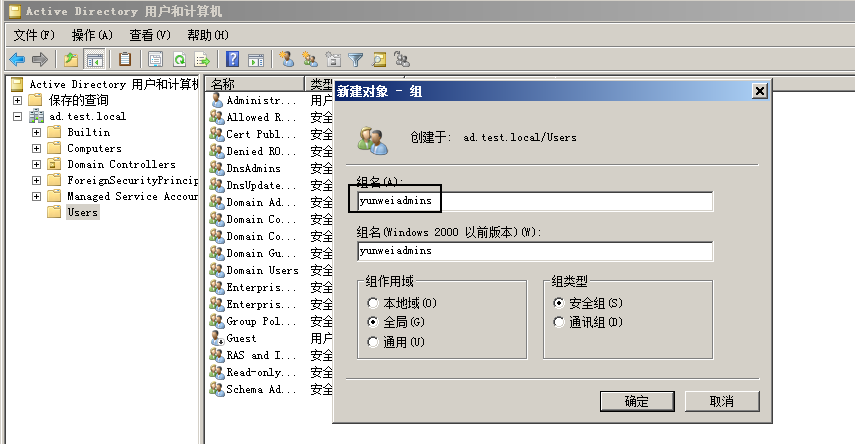 Active Directory 用户和计算机
文件(F) 操作(A) 查看(V) 帮助(H)
Active Directory 用户和计算机
保存的查询
ad.test.local
Builtin
Computers
Domain Controllers
ForeignSecurityPrincip
Managed Service Accoun
Users
名称 类型
Administr... 用户
Allowed R... 安全
Cert Publ... 安全
Denied RO... 安全
DnsAdmins 安全
DnsUpdate... 安全
Domain Ad... 安全
Domain Co... 安全
Domain Co... 安全
Domain Gu... 安全
Domain Users 安全
Enterpris... 安全
Enterpris... 安全
Group Pol... 安全
Guest 用户
RAS and I... 安全
Read-only... 安全
Schema Ad... 安全
新建对象 - 组
创建于: ad.test.local/Users
组名(A):
yunweiadmins
组名(Windows 2000 以前版本)(W):
yunweiadmins
组作用域
本地域(O)
全局(G)
通用(U)
组类型
安全组(S)
通讯组(D)
确定 取消